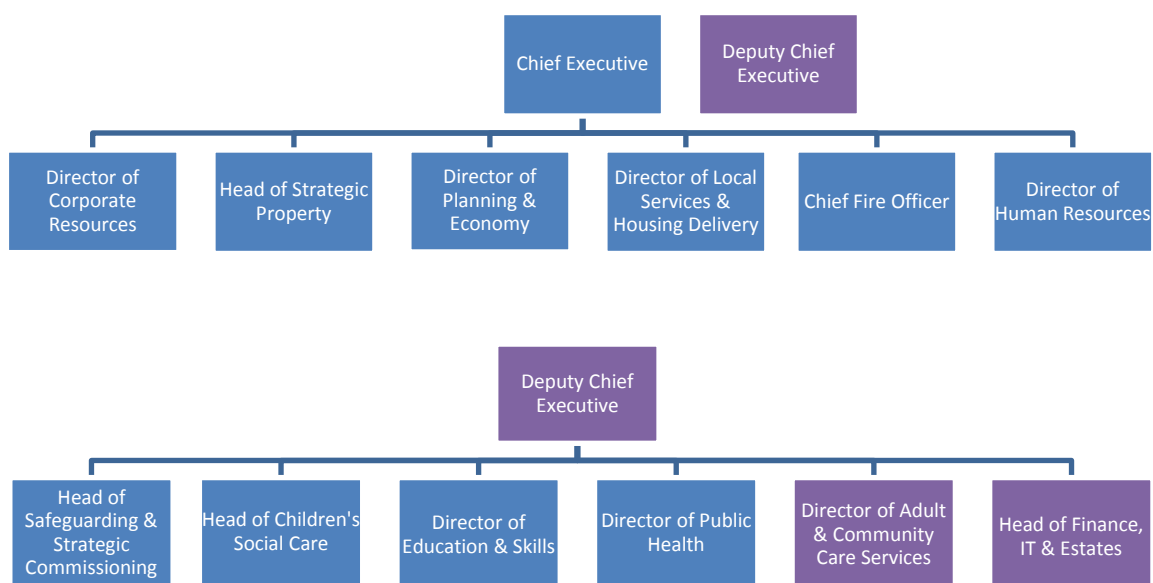 Chief Executive
Deputy Chief
Executive
Director of
Corporate
Resources
Head of Strategic
Property
Director of
Planning &
Economy
Director of Local
Services &
Housing Delivery
Chief Fire Officer
Director of
Human Resources
Deputy Chief
Executive
Head of
Safeguarding &
Strategic
Commissioning
Head of Children's
Social Care
Director of
Education & Skills
Director of Public
Health
Director of Adult
& Community
Care Services
Head of Finance,
IT & Estates